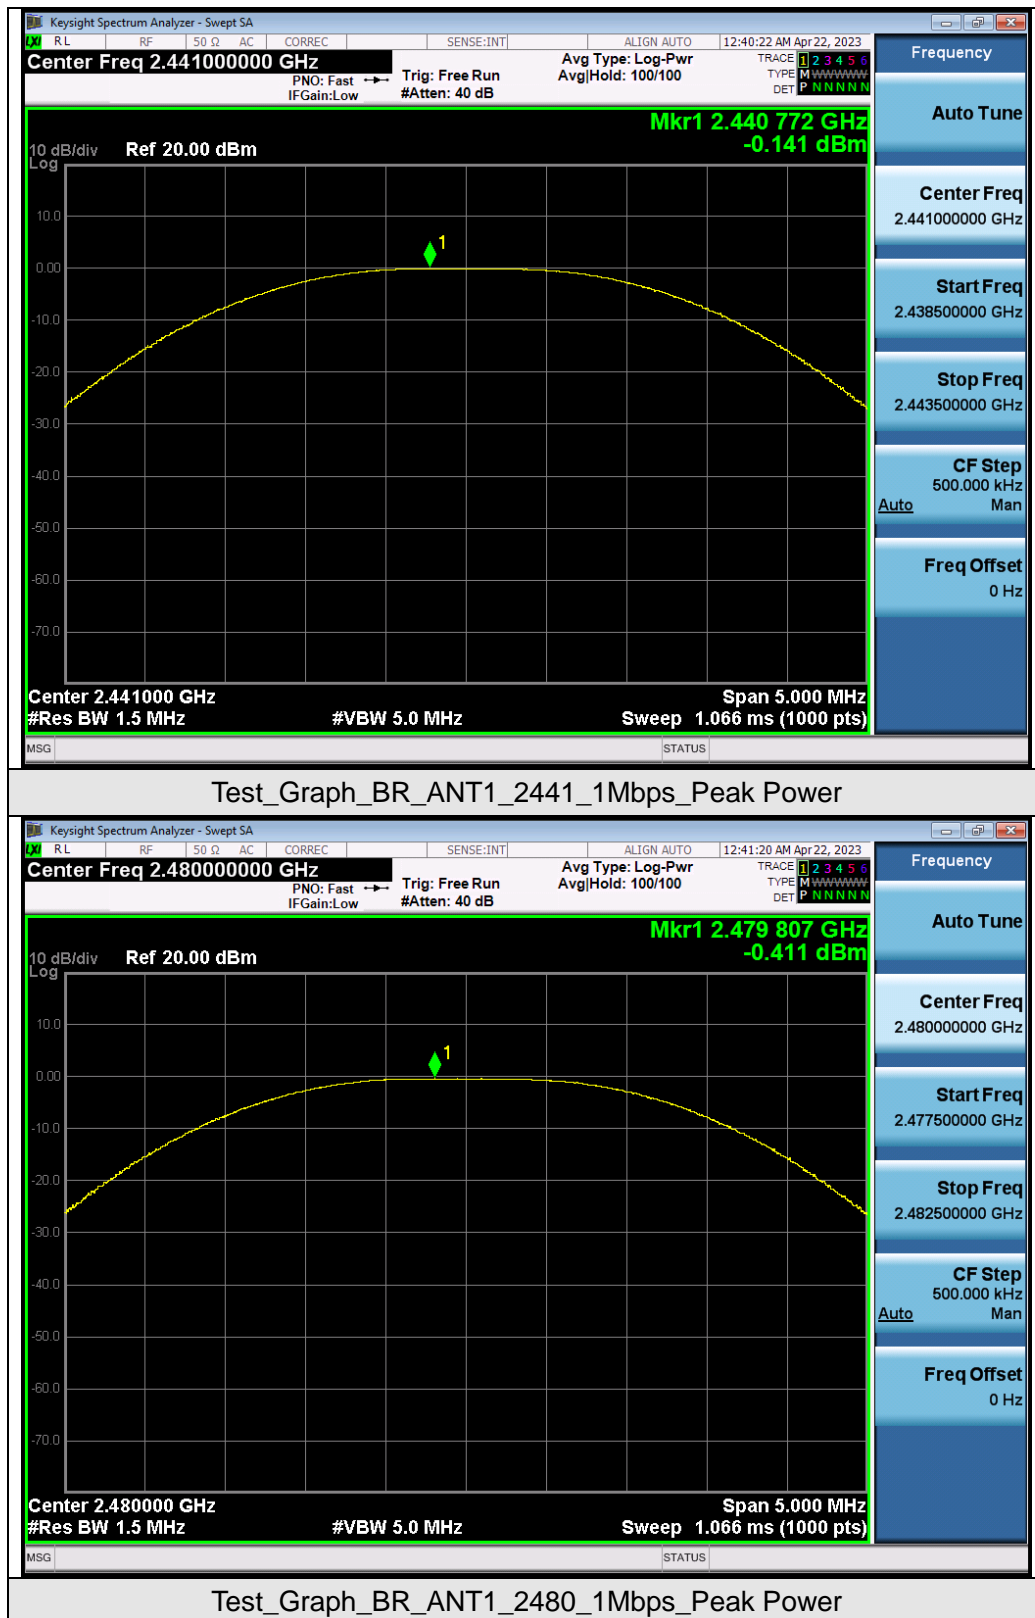 Keysight Spectrum Analyzer - Swept SA
LXI RL RF 50 Ω AC CORREC SENSE:INT ALIGN AUTO 12:40:22 AM Apr 22, 2023
Center Freq 2.441000000 GHz
PNO: Fast
IFGain:Low
Trig: Free Run
#Atten: 40 dB
Avg Type: Log-Pwr
Avg|Hold: 100/100
TRACE 1 2 3 4 5 6
TYPE M WWWWW
DET P N N N N N
Frequency
Auto Tune
Center Freq
2.441000000 GHz
Start Freq
2.438500000 GHz
Stop Freq
2.443500000 GHz
CF Step
500.000 kHz
Auto Man
Freq Offset
0 Hz
Mkr1 2.440 772 GHz
-0.141 dBm
10 dB/div Ref 20.00 dBm
Log
10.0
0.00
-10.0
-20.0
-30.0
-40.0
-50.0
-60.0
-70.0
1
Center 2.441000 GHz Span 5.000 MHz
#Res BW 1.5 MHz #VBW 5.0 MHz Sweep 1.066 ms (1000 pts)
MSG STATUS
Test_Graph_BR_ANT1_2441_1Mbps_Peak Power
Keysight Spectrum Analyzer - Swept SA
LXI RL RF 50 Ω AC CORREC SENSE:INT ALIGN AUTO 12:41:20 AM Apr 22, 2023
Center Freq 2.480000000 GHz
PNO: Fast
IFGain:Low
Trig: Free Run
#Atten: 40 dB
Avg Type: Log-Pwr
Avg|Hold: 100/100
TRACE 1 2 3 4 5 6
TYPE M WWWWW
DET P N N N N N
Frequency
Auto Tune
Center Freq
2.480000000 GHz
Start Freq
2.477500000 GHz
Stop Freq
2.482500000 GHz
CF Step
500.000 kHz
Auto Man
Freq Offset
0 Hz
Mkr1 2.479 807 GHz
-0.411 dBm
10 dB/div Ref 20.00 dBm
Log
10.0
0.00
-10.0
-20.0
-30.0
-40.0
-50.0
-60.0
-70.0
1
Center 2.480000 GHz Span 5.000 MHz
#Res BW 1.5 MHz #VBW 5.0 MHz Sweep 1.066 ms (1000 pts)
MSG STATUS
Test_Graph_BR_ANT1_2480_1Mbps_Peak Power